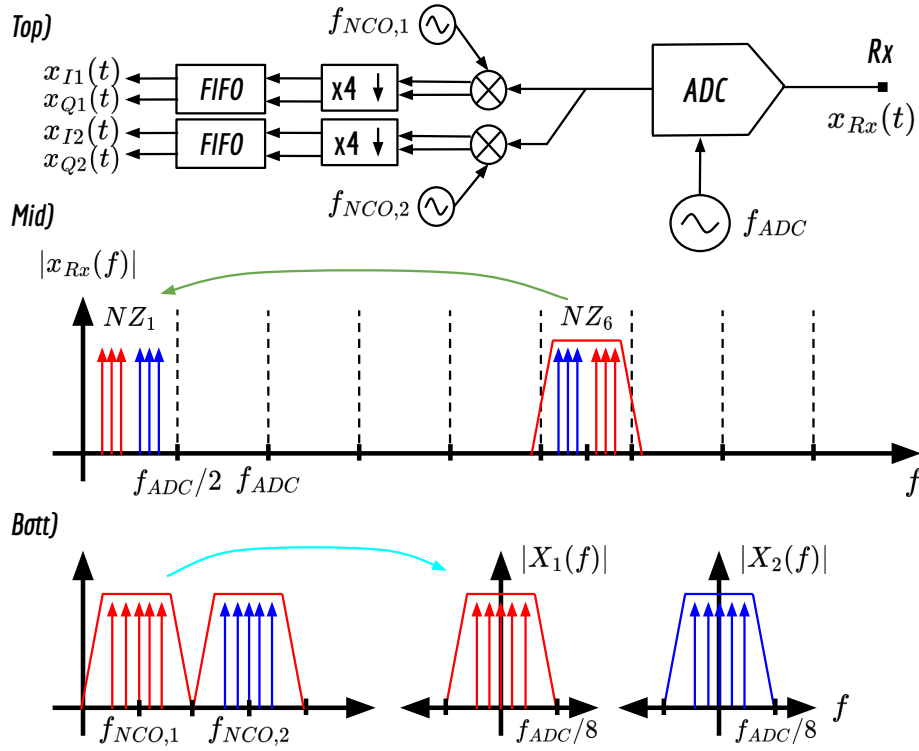 Top)
f_{NCO,1}
x_{I1}(t)
x_{Q1}(t)
x_{I2}(t)
x_{Q2}(t)
FIFO
x4 ↓
FIFO
x4 ↓
ADC
Rx
x_{Rx}(t)
f_{NCO,2}
f_{ADC}
Mid)
|x_{Rx}(f)|
NZ_1
NZ_6
f_{ADC}/2 f_{ADC}
f
Bott)
|X_1(f)|
|X_2(f)|
f_{NCO,1}
f_{NCO,2}
f_{ADC}/8
f_{ADC}/8
f